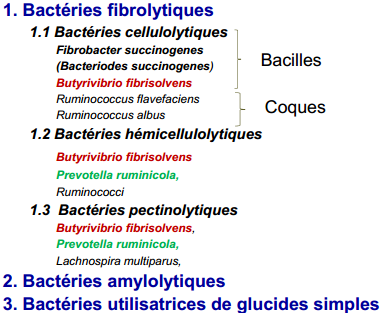 1. Bactéries fibrolytiques
1.1 Bactéries cellulolytiques
Fibrobacter succinogenes
(Bacteriodes succinogenes)
Butyrivibrio fibrisolvens
Bacilles
Ruminococcus flavefaciens
Ruminococcus albus
Coques
1.2 Bactéries hémicellulolytiques
Butyrivibrio fibrisolvens
Prevotella ruminicola,
Ruminococci
1.3 Bactéries pectinolytiques
Butyrivibrio fibrisolvens,
Prevotella ruminicola,
Lachnospira multiparus,
2. Bactéries amylolytiques
3. Bactéries utilisatrices de glucides simples